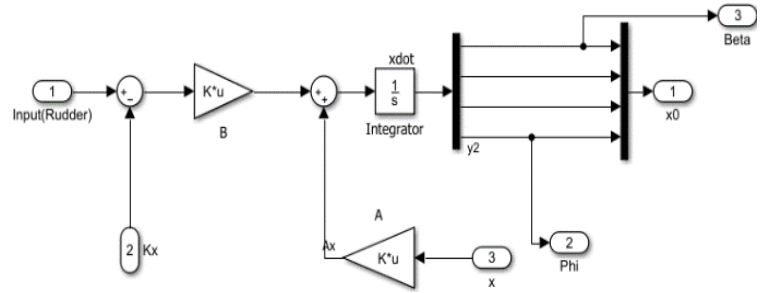 3
Beta
xdot
1
Input(Rudder)
+
-
K*u
B
+
+
1
s
Integrator
1
x0
y2
A
2
Kx
Ax
K*u
3
x
2
Phi